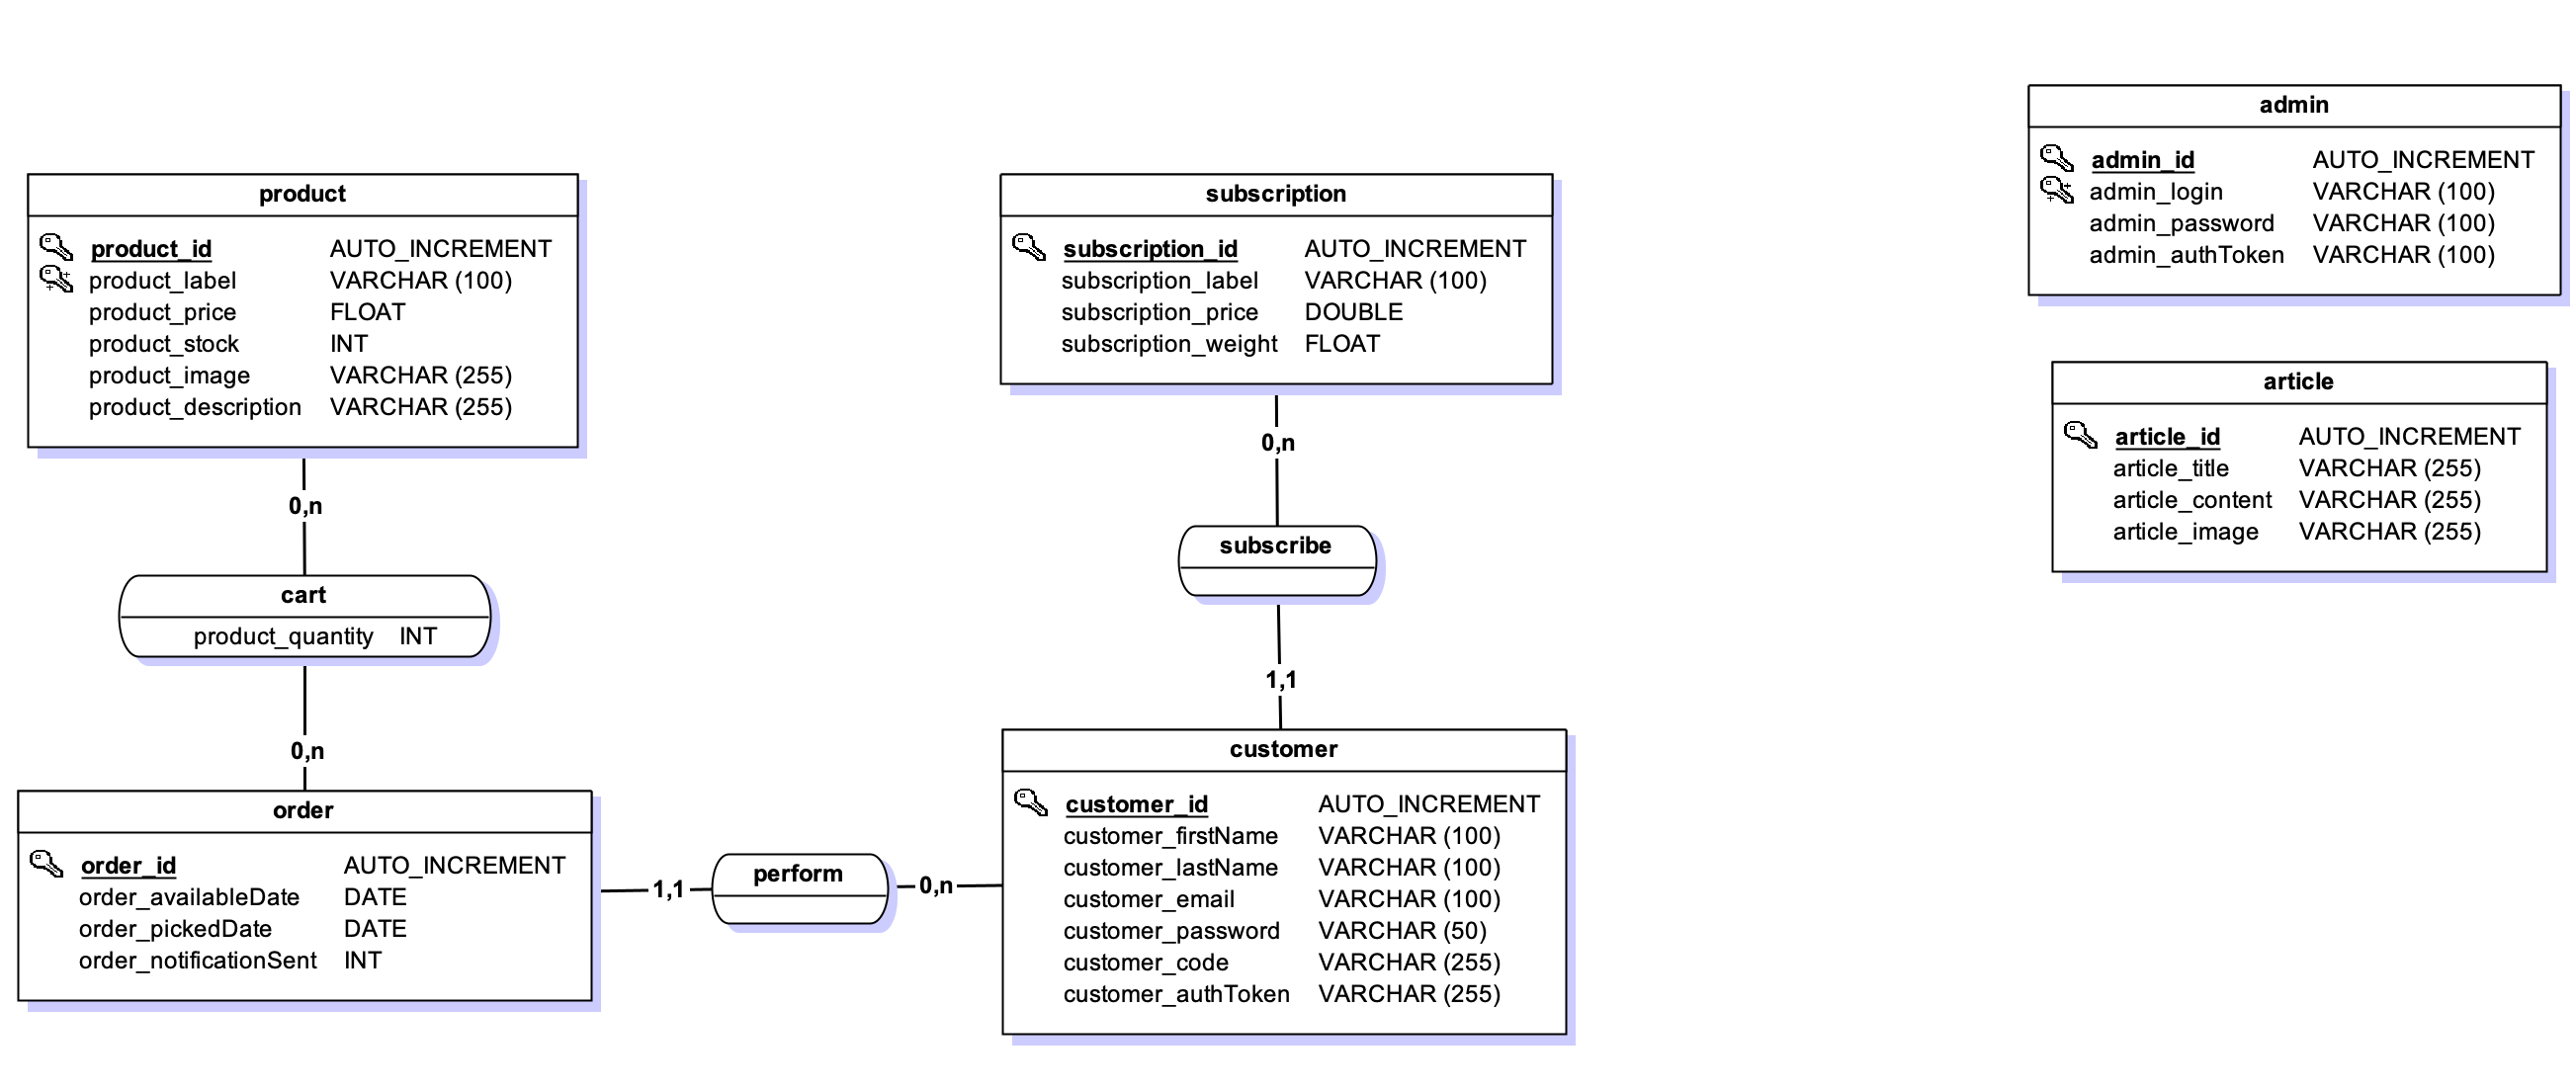 product
product_id AUTO_INCREMENT
product_label VARCHAR (100)
product_price FLOAT
product_stock INT
product_image VARCHAR (255)
product_description VARCHAR (255)
0,n
cart
product_quantity INT
0,n
order
order_id AUTO_INCREMENT
order_availableDate DATE
order_pickedDate DATE
order_notificationSent INT
1,1
perform
0,n
subscription
subscription_id AUTO_INCREMENT
subscription_label VARCHAR (100)
subscription_price DOUBLE
subscription_weight FLOAT
0,n
subscribe
1,1
customer
customer_id AUTO_INCREMENT
customer_firstName VARCHAR (100)
customer_lastName VARCHAR (100)
customer_email VARCHAR (100)
customer_password VARCHAR (50)
customer_code VARCHAR (255)
customer_authToken VARCHAR (255)
admin
admin_id AUTO_INCREMENT
admin_login VARCHAR (100)
admin_password VARCHAR (100)
admin_authToken VARCHAR (100)
article
article_id AUTO_INCREMENT
article_title VARCHAR (255)
article_content VARCHAR (255)
article_image VARCHAR (255)